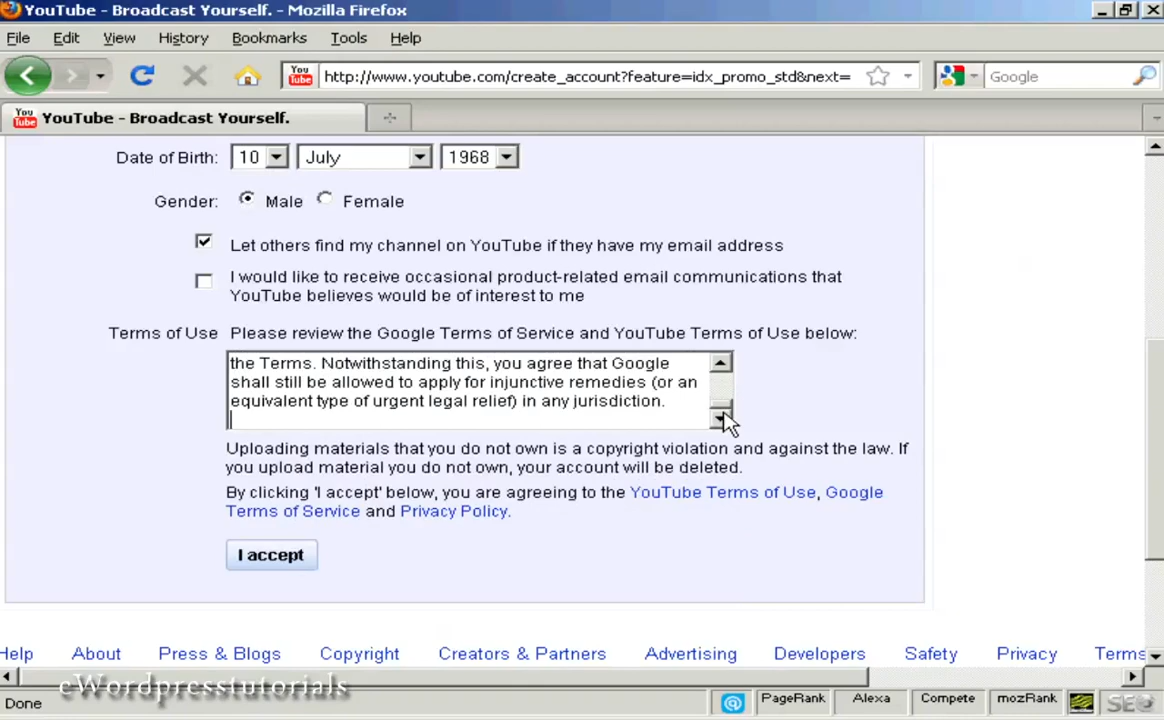 YouTube - Broadcast Yourself. - Mozilla Firefox
File Edit View History Bookmarks Tools Help
You Tube http://www.youtube.com/create_account?feature=idx_promo_std&next= Google
You Tube YouTube - Broadcast Yourself.
Date of Birth: 10 July 1968
Gender: Male Female
Let others find my channel on YouTube if they have my email address
I would like to receive occasional product-related email communications that
YouTube believes would be of interest to me
Terms of Use Please review the Google Terms of Service and YouTube Terms of Use below:
the Terms. Notwithstanding this, you agree that Google
shall still be allowed to apply for injunctive remedies (or an
equivalent type of urgent legal relief) in any jurisdiction.
Uploading materials that you do not own is a copyright violation and against the law. If
you upload material you do not own, your account will be deleted.
By clicking 'I accept' below, you are agreeing to the YouTube Terms of Use, Google
Terms of Service and Privacy Policy.
I accept
Help About Press & Blogs Copyright Creators & Partners Advertising Developers Safety Privacy Terms
eWordpresstutorials
Done @ PageRank Alexa Compete mozRank SEO